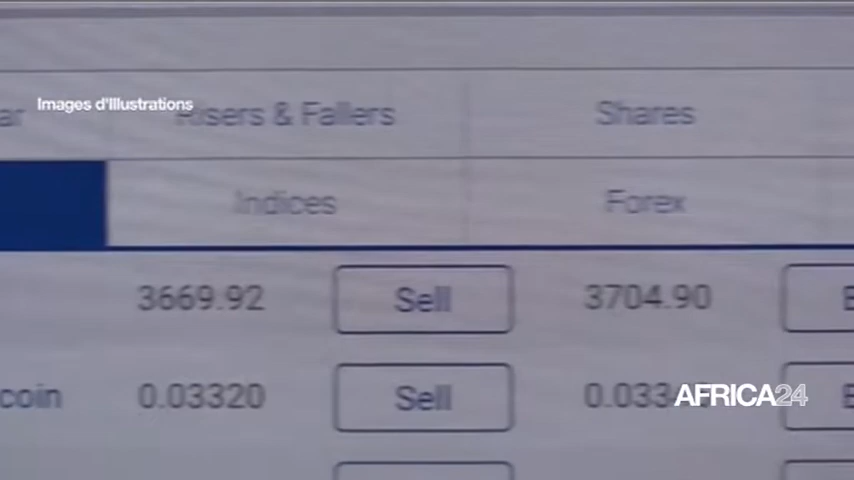 Images d'Illustrations
Risers & Fallers Shares
Indices Forex
3669.92 Sell 3704.90
coin 0.03320 Sell
AFRICA24